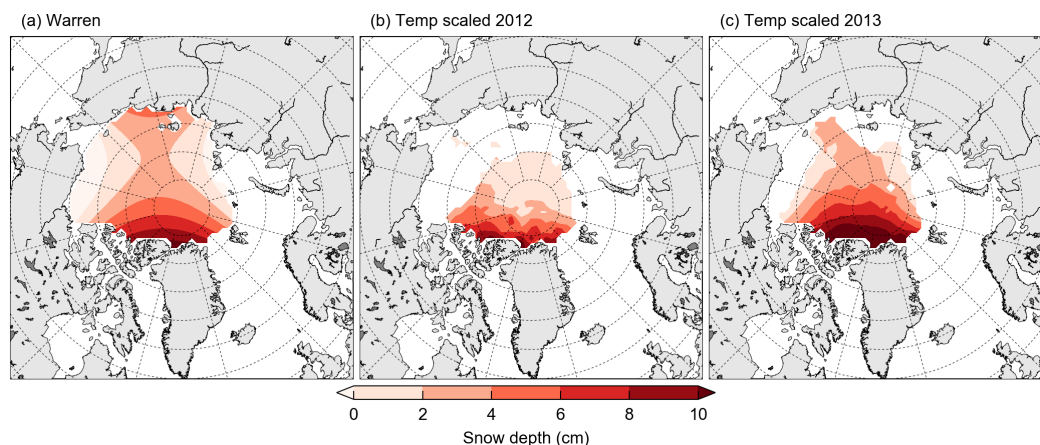 (a) Warren
(b) Temp scaled 2012
(c) Temp scaled 2013
0 2 4 6 8 10
Snow depth (cm)